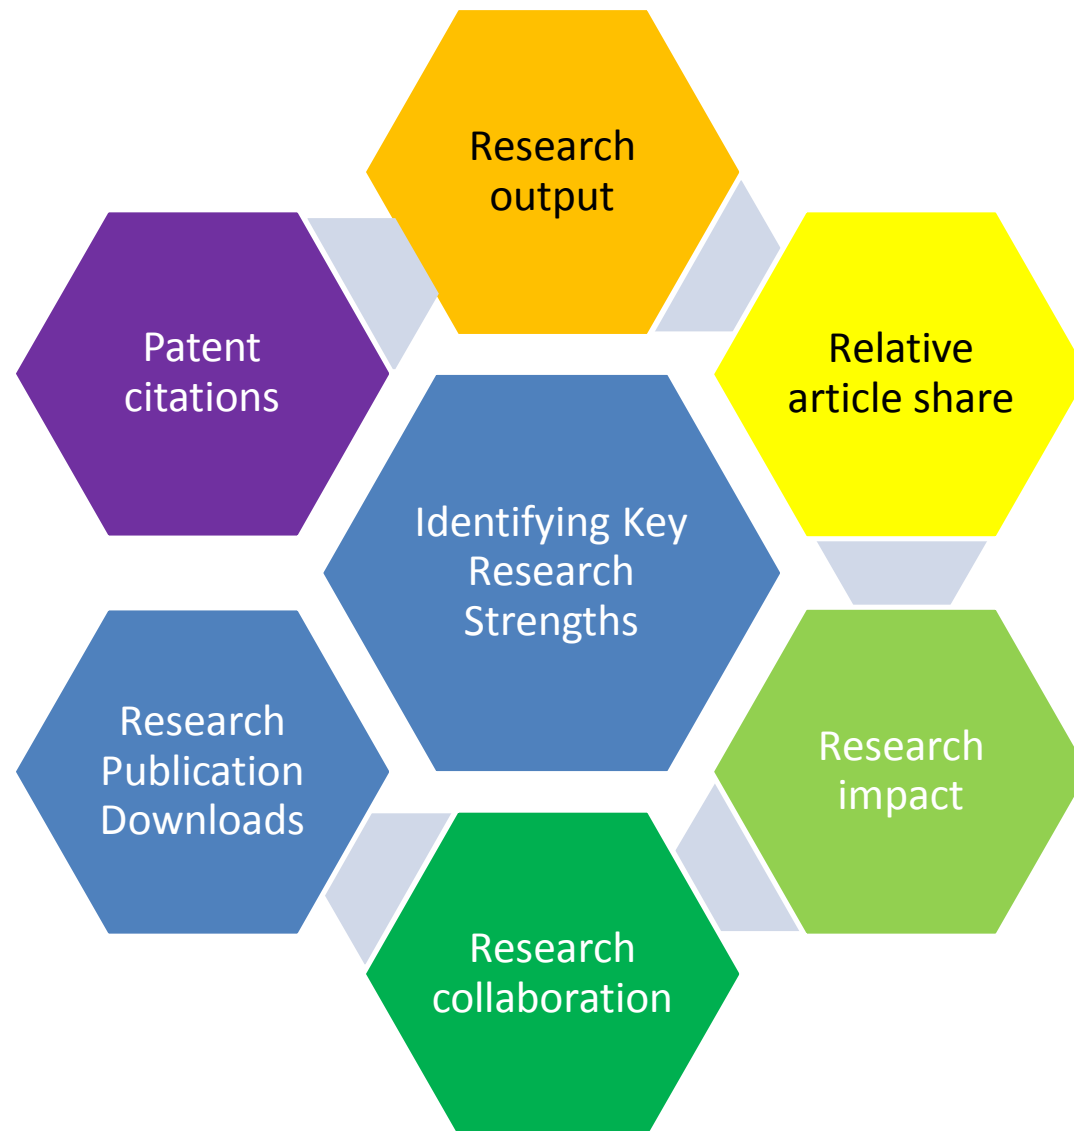 Research
output
Patent
citations
Relative
article share
Identifying Key
Research
Strengths
Research
Publication
Downloads
Research
impact
Research
collaboration